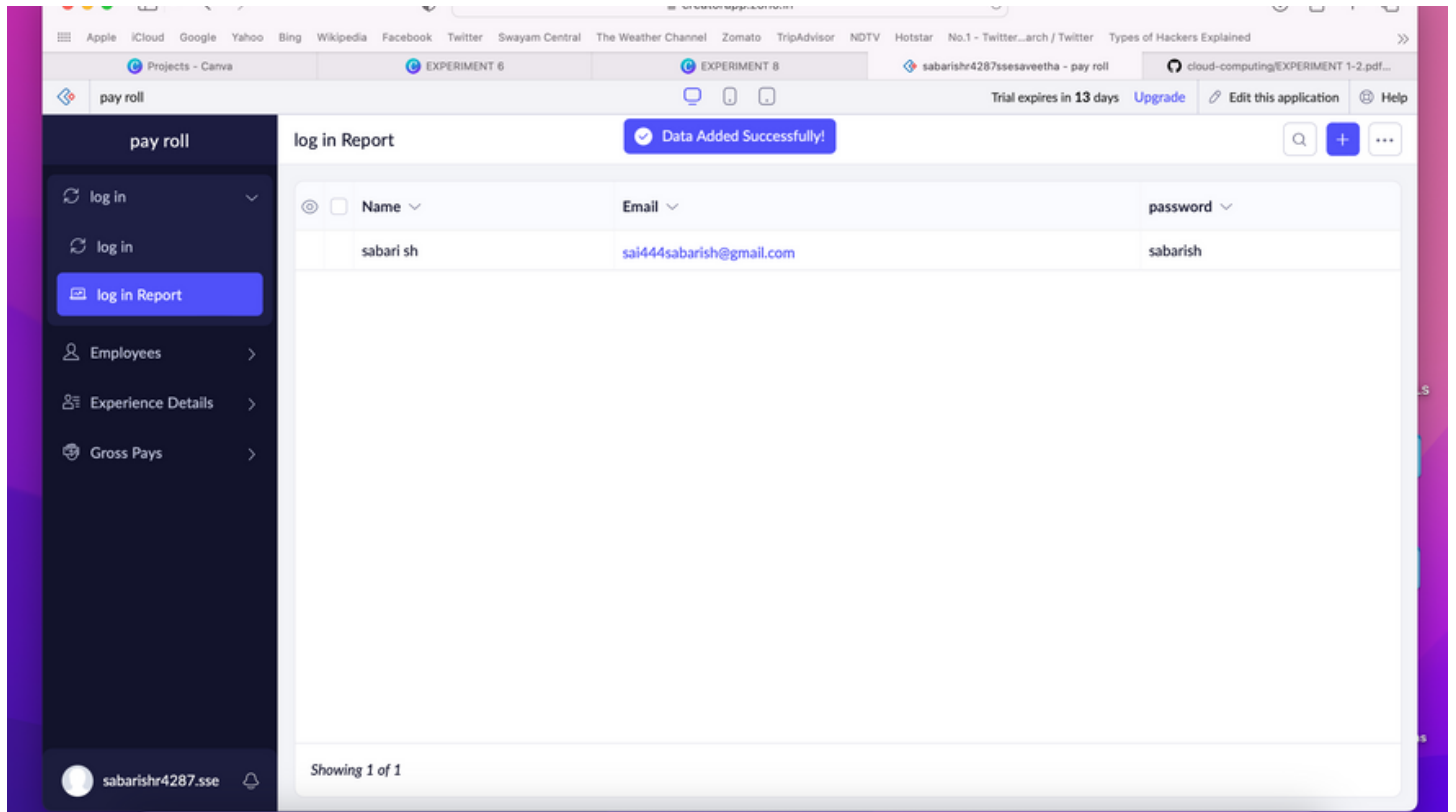 Apple iCloud Google Yahoo Bing Wikipedia Facebook Twitter Swayam Central The Weather Channel Zomato TripAdvisor NDTV Hotstar No.1 - Twitter...arch / Twitter Types of Hackers Explained
Projects - Canva EXPERIMENT 6 EXPERIMENT 8 sabarishr4287ssesaveetha - pay roll cloud-computing/EXPERIMENT 1-2.pdf...
pay roll Trial expires in 13 days Upgrade Edit this application Help
pay roll log in Report Data Added Successfully!
log in
Name Email password
log in
sabari sh sai444sabarish@gmail.com sabarish
log in Report
Employees
Experience Details
Gross Pays
Showing 1 of 1
sabarishr4287.sse